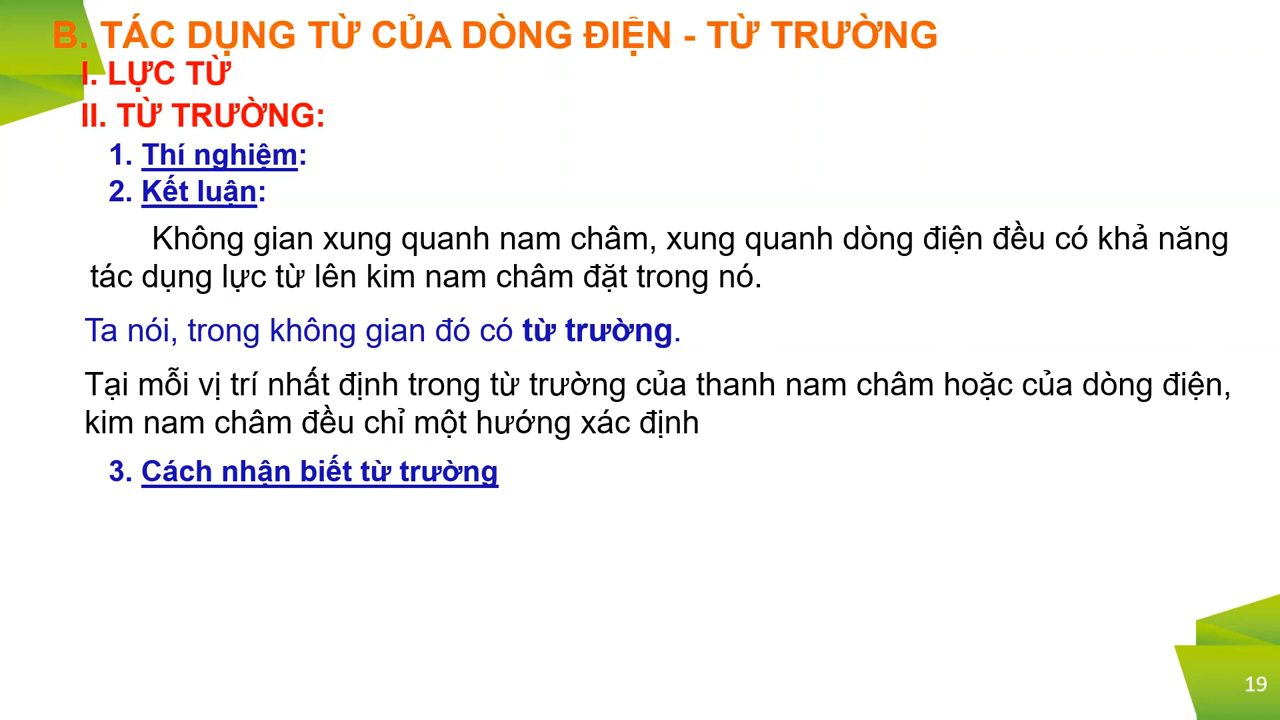 B. TÁC DỤNG TỪ CỦA DÒNG ĐIỆN - TỪ TRƯỜNG
I. LỰC TỪ
II. TỪ TRƯỜNG:
1. Thí nghiệm:
2. Kết luận:
Không gian xung quanh nam châm, xung quanh dòng điện đều có khả năng
tác dụng lực từ lên kim nam châm đặt trong nó.
Ta nói, trong không gian đó có từ trường.
Tại mỗi vị trí nhất định trong từ trường của thanh nam châm hoặc của dòng điện,
kim nam châm đều chỉ một hướng xác định
3. Cách nhận biết từ trường
19